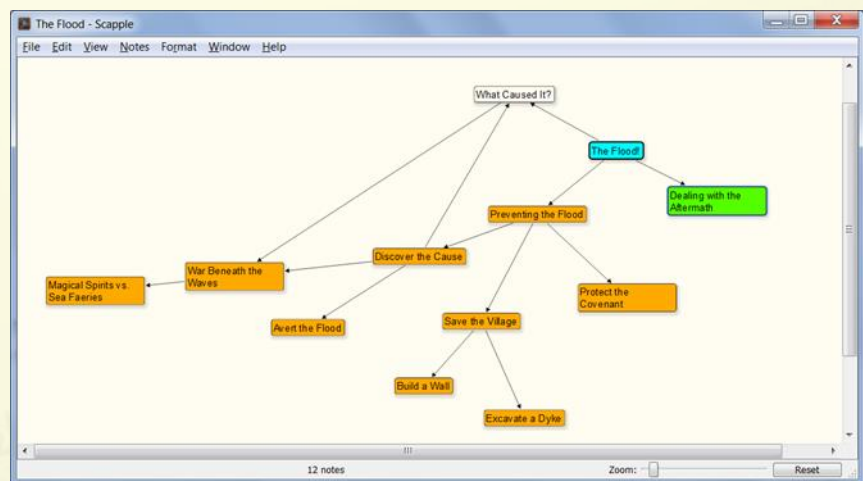 The Flood - Scapple
File Edit View Notes Format Window Help
What Caused It?
The Flood!
Dealing with the
Aftermath
Preventing the Flood
Discover the Cause
War Beneath the
Waves
Magical Spirits vs.
Sea Faeries
Protect the
Covenant
Avert the Flood
Save the Village
Build a Wall
Excavate a Dyke
12 notes
Zoom:
Reset